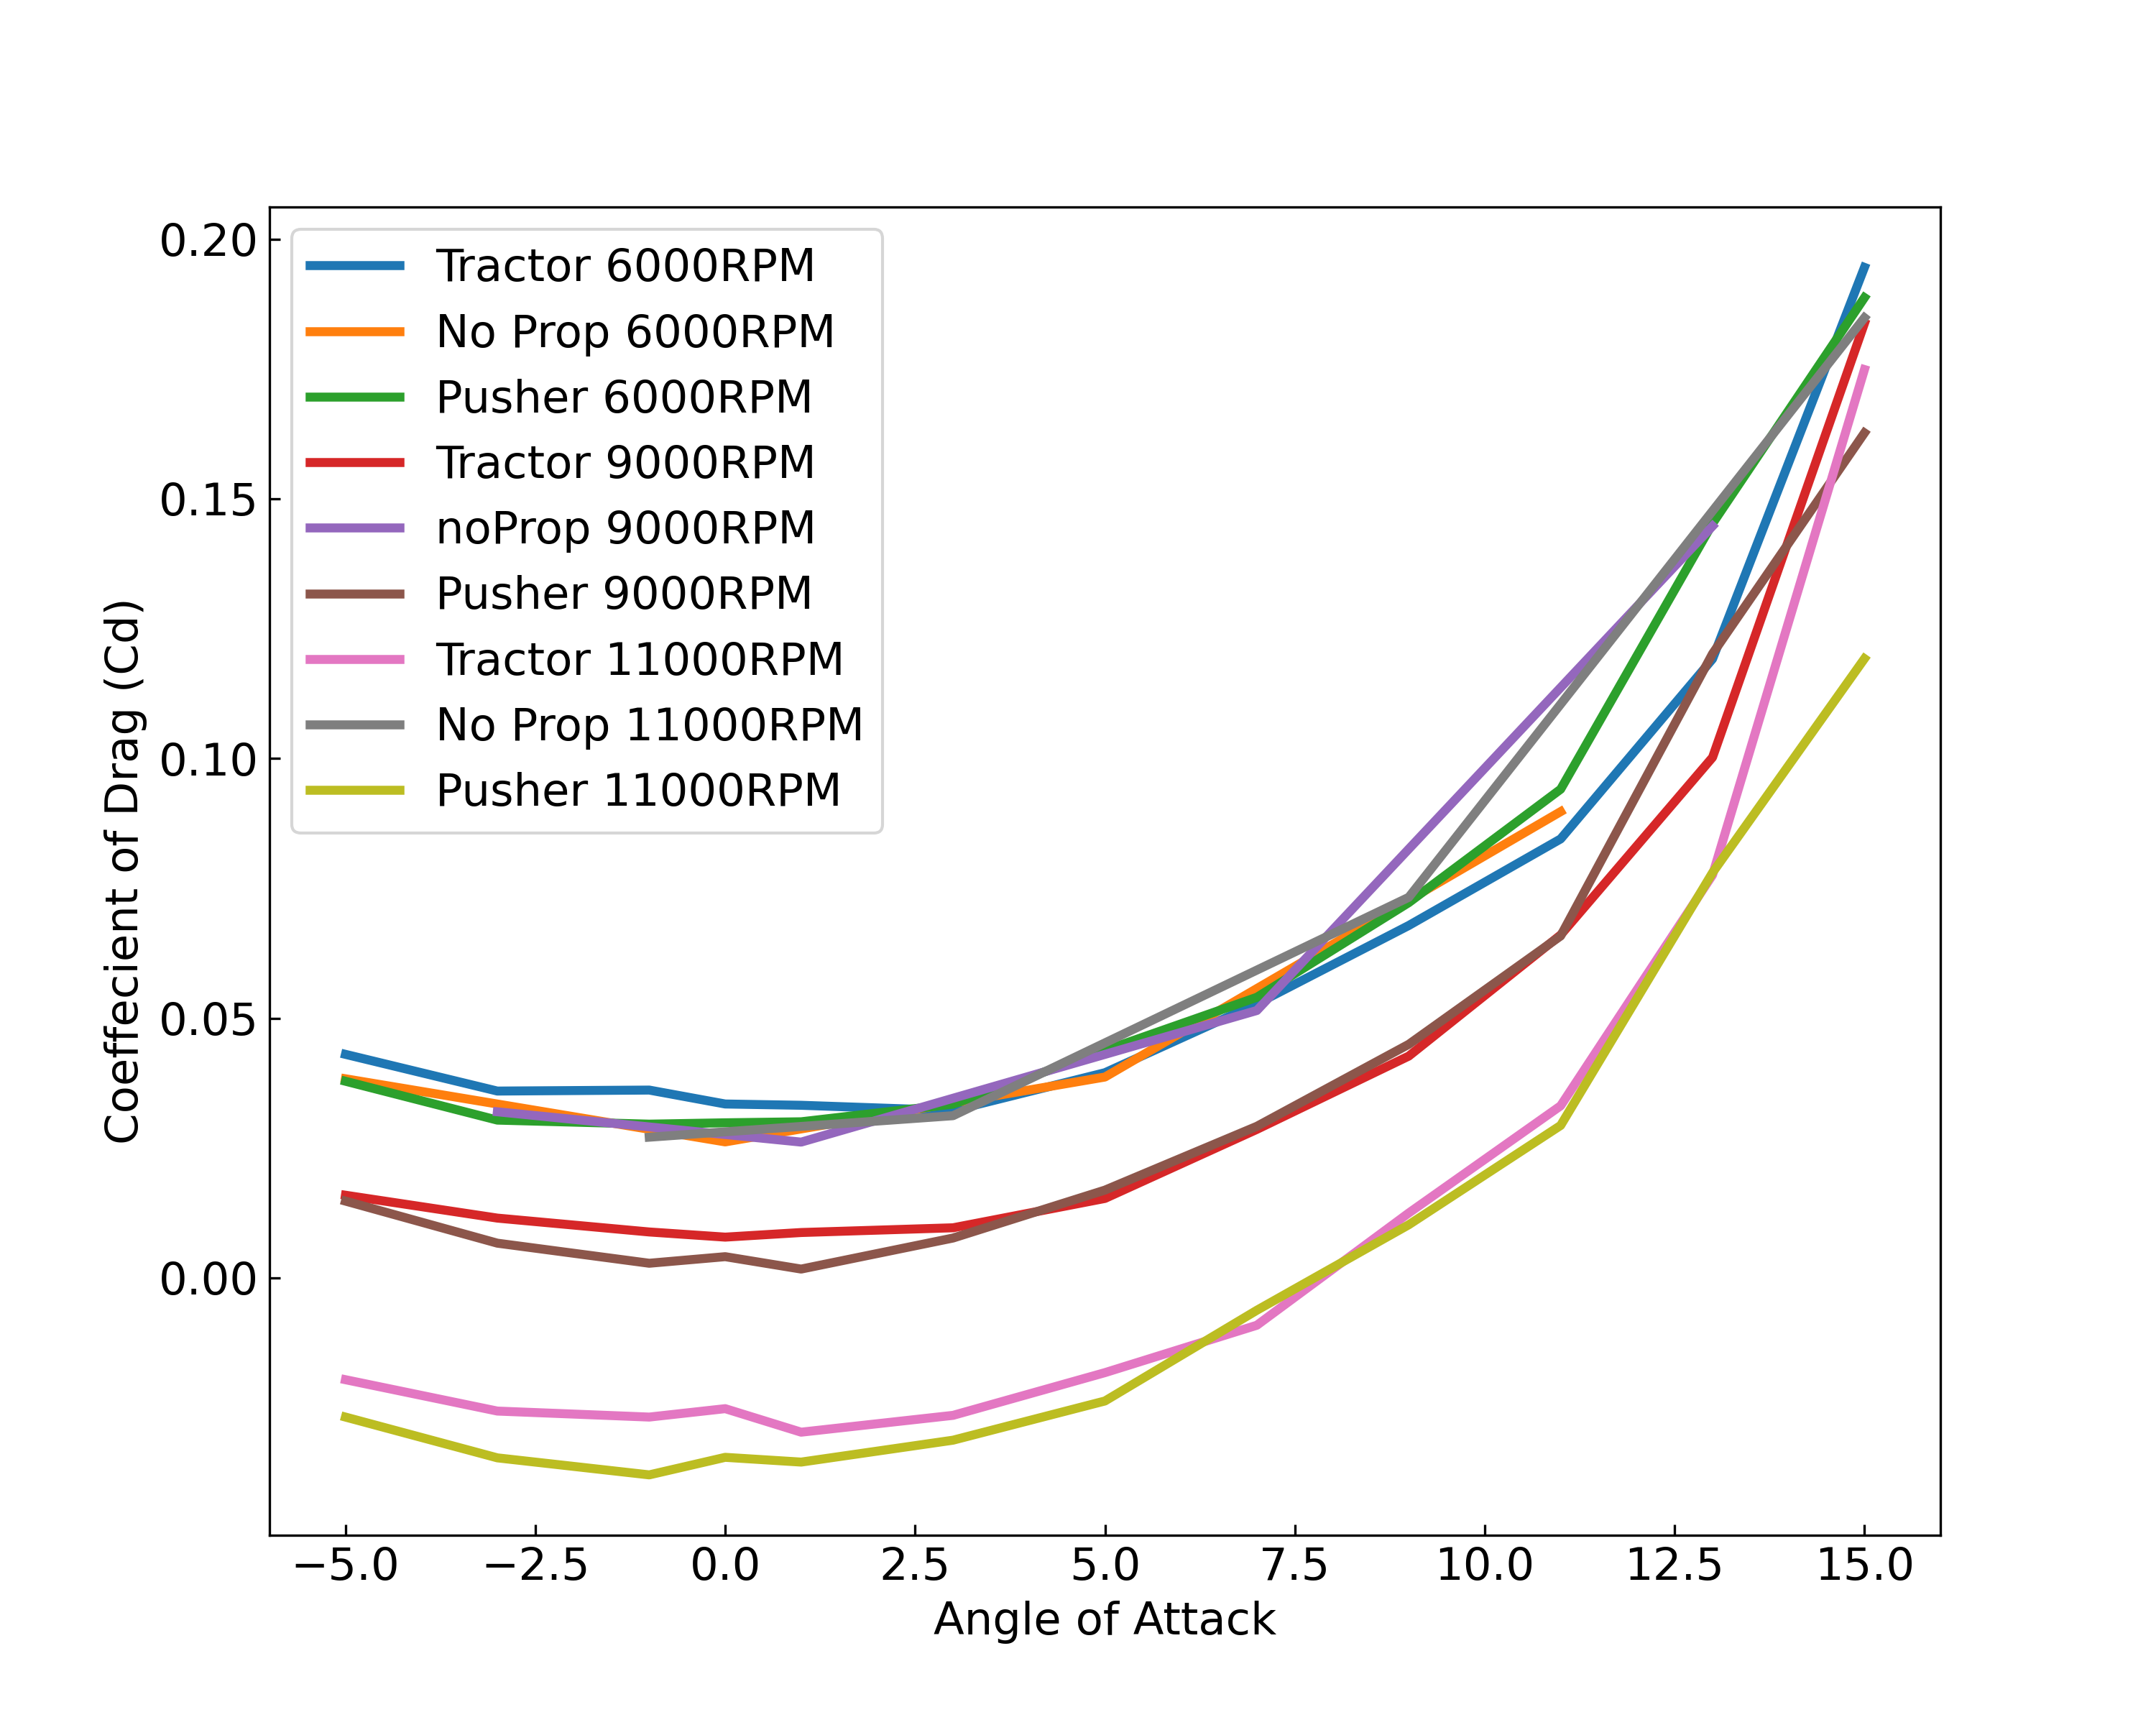 Tractor 6000RPM
No Prop 6000RPM
Pusher 6000RPM
Tractor 9000RPM
noProp 9000RPM
Pusher 9000RPM
Tractor 11000RPM
No Prop 11000RPM
Pusher 11000RPM
0.20
0.15
0.10
0.05
0.00
Coeffecient of Drag (Cd)
−5.0 −2.5 0.0 2.5 5.0 7.5 10.0 12.5 15.0
Angle of Attack